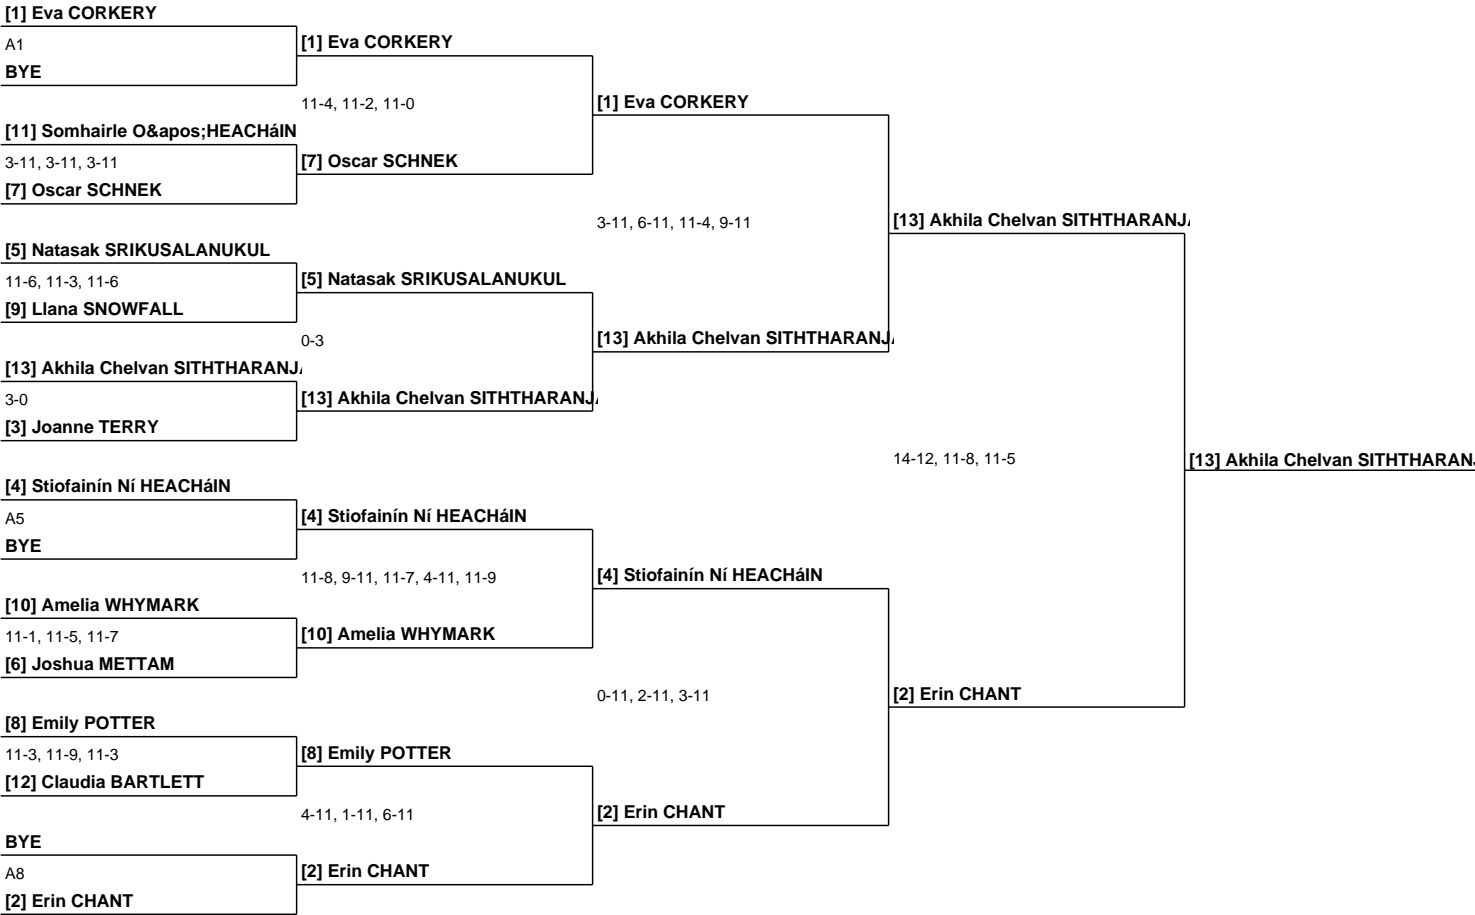 [1] Eva CORKERY
A1
BYE
[11] Somhairle O&apos;HEACHáIN
3-11, 3-11, 3-11
[7] Oscar SCHNEK
[5] Natasak SRIKUSALANUKUL
11-6, 11-3, 11-6
[9] Llana SNOWFALL
[13] Akhila Chelvan SITHTHARANJ
3-0
[3] Joanne TERRY
[4] Stiofainín Ní HEACHáIN
A5
BYE
[10] Amelia WHYMARK
11-1, 11-5, 11-7
[6] Joshua METTAM
[8] Emily POTTER
11-3, 11-9, 11-3
[12] Claudia BARTLETT
BYE
A8
[2] Erin CHANT
[1] Eva CORKERY
11-4, 11-2, 11-0
[7] Oscar SCHNEK
[5] Natasak SRIKUSALANUKUL
0-3
[13] Akhila Chelvan SITHTHARANJ
[4] Stiofainín Ní HEACHáIN
11-8, 9-11, 11-7, 4-11, 11-9
[10] Amelia WHYMARK
[8] Emily POTTER
4-11, 1-11, 6-11
[2] Erin CHANT
[1] Eva CORKERY
3-11, 6-11, 11-4, 9-11
[13] Akhila Chelvan SITHTHARANJ
[4] Stiofainín Ní HEACHáIN
0-11, 2-11, 3-11
[2] Erin CHANT
[13] Akhila Chelvan SITHTHARANJ
14-12, 11-8, 11-5
[2] Erin CHANT
[13] Akhila Chelvan SITHTHARAN